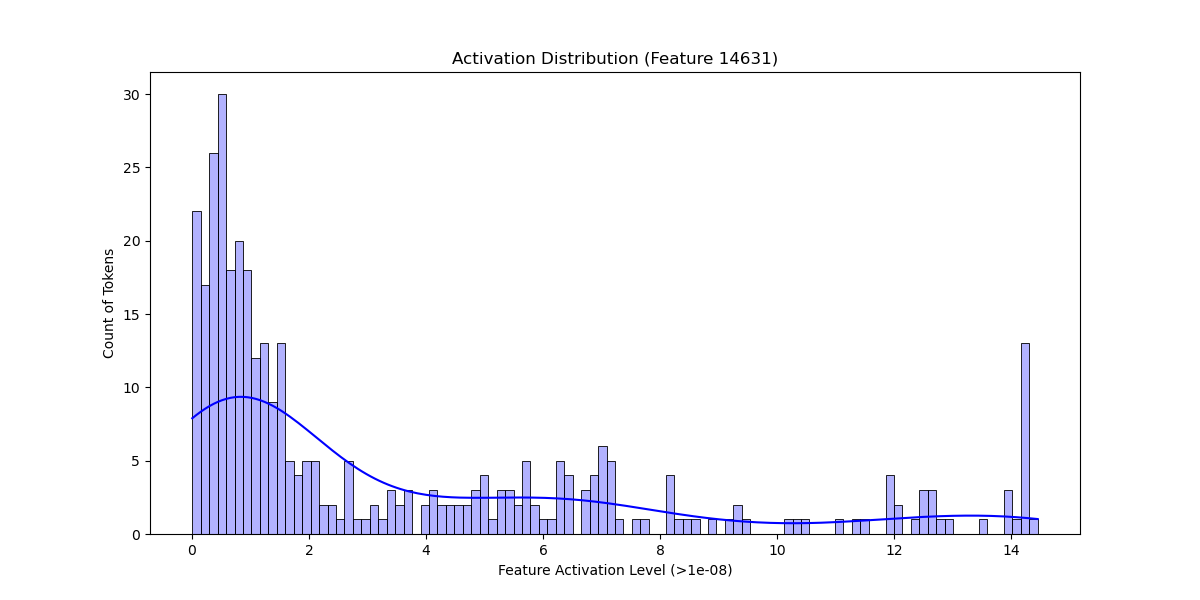 Activation Distribution (Feature 14631)
30
25
20
15
10
5
0
Count of Tokens
0 2 4 6 8 10 12 14
Feature Activation Level (>1e-08)